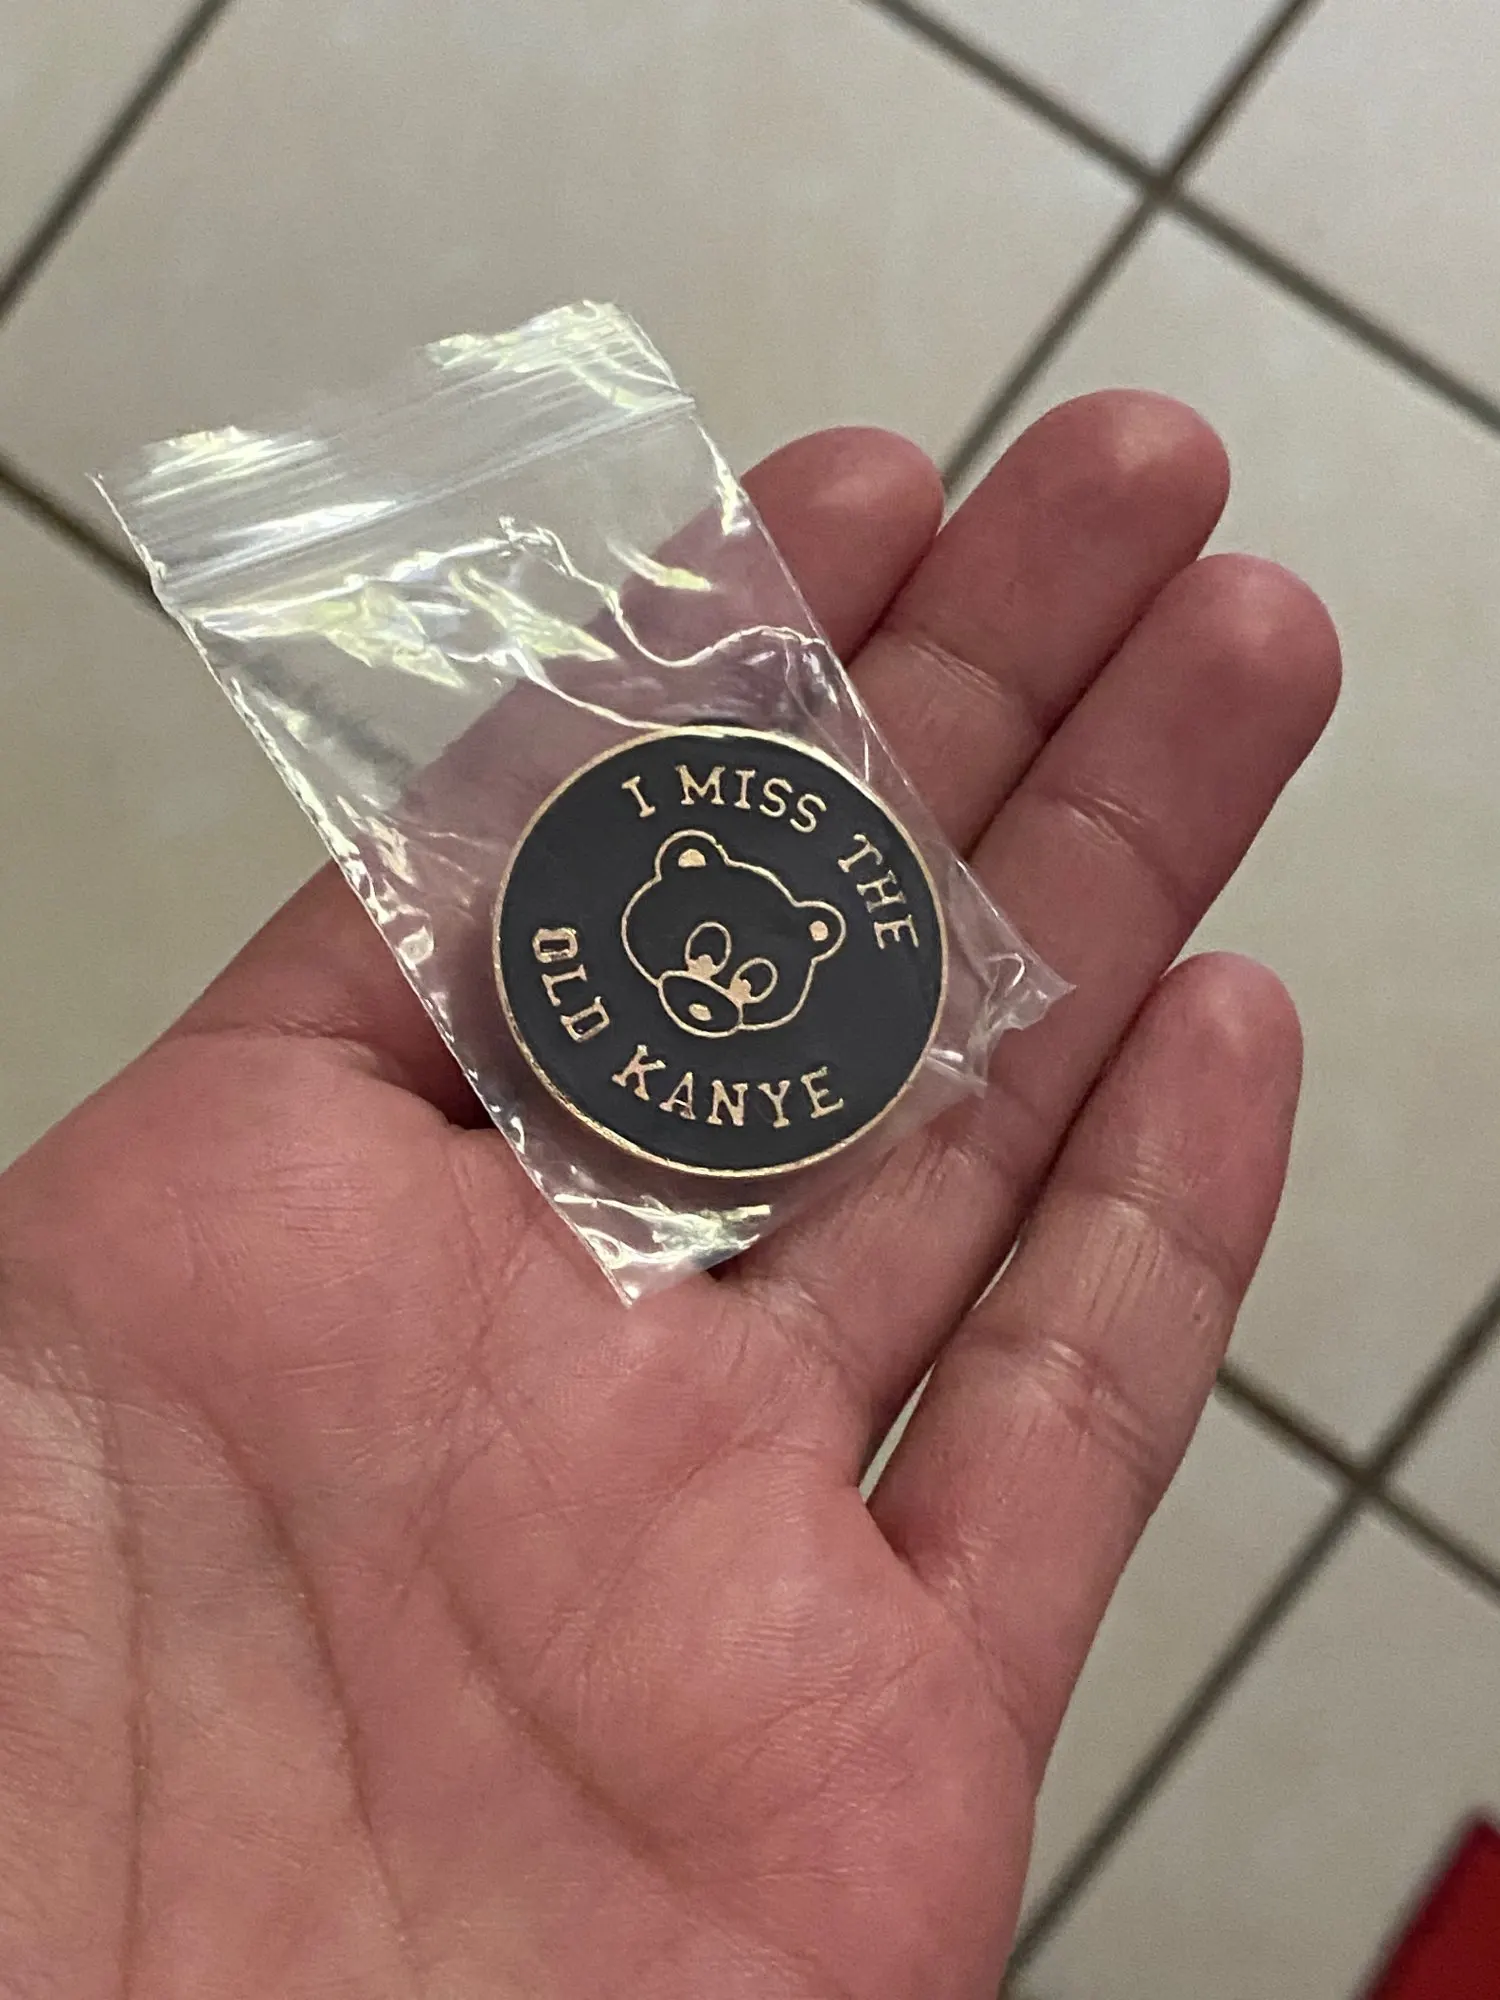 I MISS THE
OLD KANYE